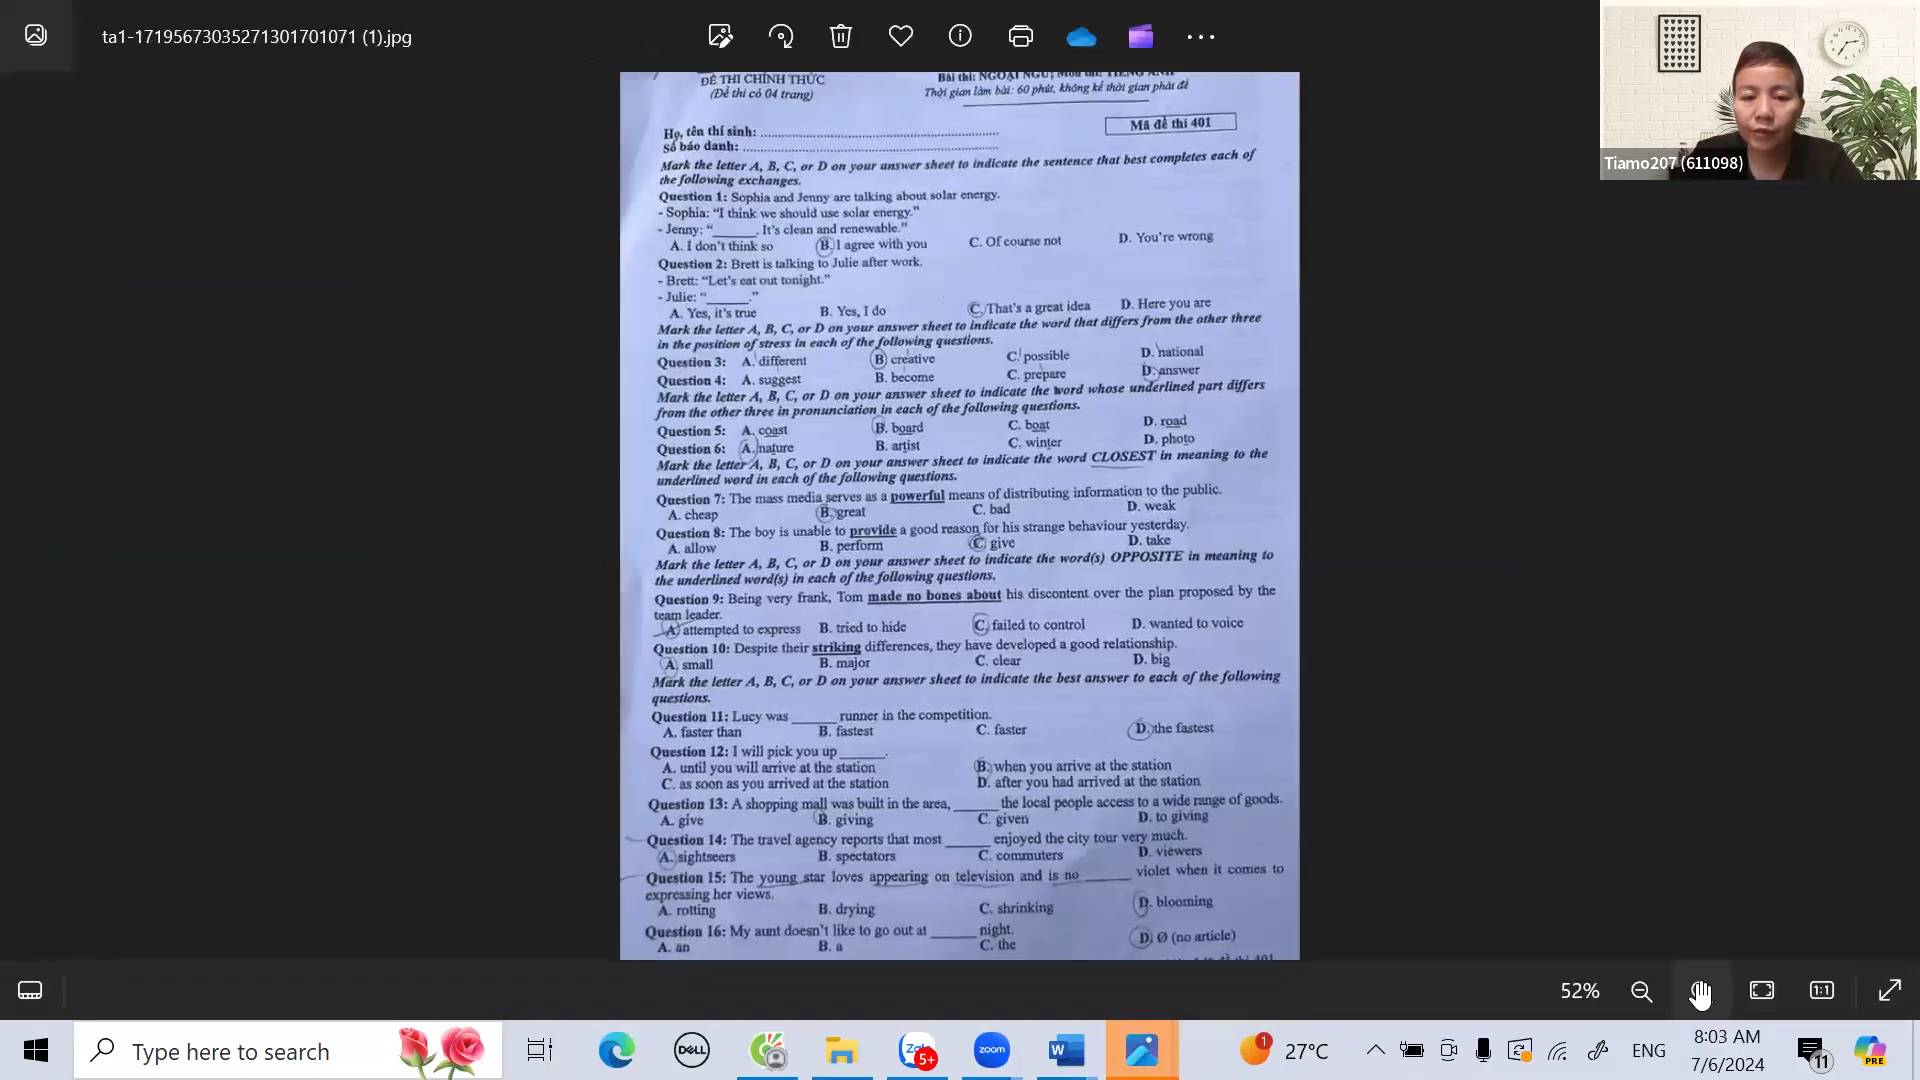 ta1-17195673035271301701071 (1).jpg
Tiamo207 (611098)
ĐỀ THI CHÍNH THỨC
Bài thi: NGOẠI NGỮ; Môn thi: TIẾNG ANH
(Đề thi có 04 trang)
Thời gian làm bài: 60 phút, không kể thời gian phát đề
Họ, tên thí sinh:
Mã đề thi 401
Số báo danh:
Mark the letter A, B, C, or D on your answer sheet to indicate the sentence that best completes each of
the following exchanges.
Question 1: Sophia and Jenny are talking about solar energy.
- Sophia: “I think we should use solar energy.”
- Jenny: “______. It’s clean and renewable.”
A. I don’t think so B. I agree with you C. Of course not D. You’re wrong
Question 2: Brett is talking to Julie after work.
- Brett: “Let’s eat out tonight.”
- Julie: “______.”
A. Yes, it’s true B. Yes, I do C. That’s a great idea D. Here you are
Mark the letter A, B, C, or D on your answer sheet to indicate the word that differs from the other three
in the position of stress in each of the following questions.
Question 3: A. different B. creative C. possible D. national
Question 4: A. suggest B. become C. prepare D. answer
Mark the letter A, B, C, or D on your answer sheet to indicate the word whose underlined part differs
from the other three in pronunciation in each of the following questions.
Question 5: A. coast B. board C. boat D. road
Question 6: A. nature B. artist C. winter D. photo
Mark the letter A, B, C, or D on your answer sheet to indicate the word CLOSEST in meaning to the
underlined word in each of the following questions.
Question 7: The mass media serves as a powerful means of distributing information to the public.
A. cheap B. great C. bad D. weak
Question 8: The boy is unable to provide a good reason for his strange behaviour yesterday.
A. allow B. perform C. give D. take
Mark the letter A, B, C, or D on your answer sheet to indicate the word(s) OPPOSITE in meaning to
the underlined word(s) in each of the following questions.
Question 9: Being very frank, Tom made no bones about his discontent over the plan proposed by the
team leader.
A. attempted to express B. tried to hide C. failed to control D. wanted to voice
Question 10: Despite their striking differences, they have developed a good relationship.
A. small B. major C. clear D. big
Mark the letter A, B, C, or D on your answer sheet to indicate the best answer to each of the following
questions.
Question 11: Lucy was ______ runner in the competition.
A. faster than B. fastest C. faster D. the fastest
Question 12: I will pick you up ______.
A. until you will arrive at the station B. when you arrive at the station
C. as soon as you arrived at the station D. after you had arrived at the station
Question 13: A shopping mall was built in the area, ______ the local people access to a wide range of goods.
A. give B. giving C. given D. to giving
Question 14: The travel agency reports that most ______ enjoyed the city tour very much.
A. sightseers B. spectators C. commuters D. viewers
Question 15: The young star loves appearing on television and is no ______ violet when it comes to
expressing her views.
A. rotting B. drying C. shrinking D. blooming
Question 16: My aunt doesn’t like to go out at ______ night.
A. an B. a C. the D. Ø (no article)
52%
1:1
Type here to search
DELL
Zalo
5+
zoom
W
1
27°C
ENG
8:03 AM
7/6/2024
11
PRE